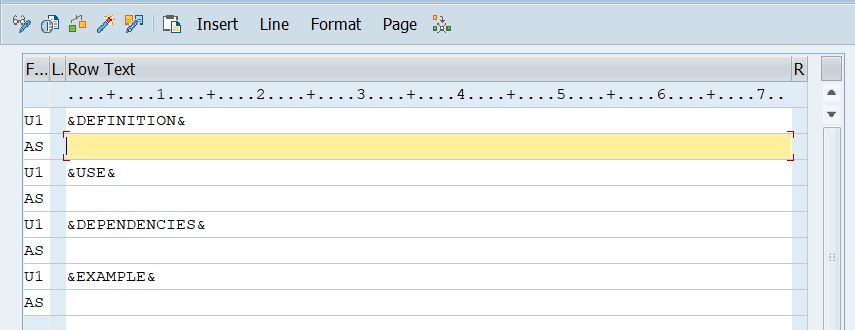 Insert Line Format Page
F... L. Row Text R
....+....1....+....2....+....3....+....4....+....5....+....6....+....7..
U1 &DEFINITION&
AS
U1 &USE&
AS
U1 &DEPENDENCIES&
AS
U1 &EXAMPLE&
AS